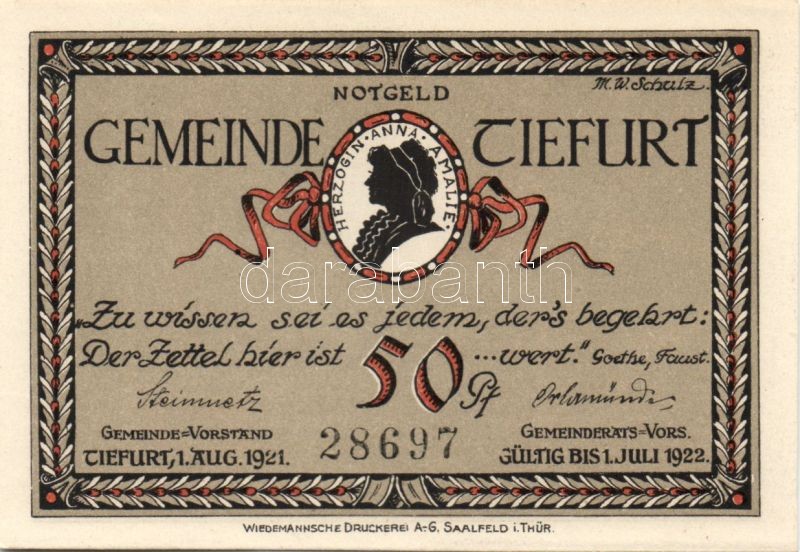 M. W. Schulz.
NOTGELD
GEMEINDE TIEFURT
HERZOGIN · ANNA · AMALIE
darabanth
„Zu wissen sei es jedem, der's begehrt:
Der Zettel hier ist 50 Pf ...wert." Goethe, Faust.
Steinmetz Orlamünde
GEMEINDE=VORSTAND 28697 GEMEINDERATS=VORS.
TIEFURT, 1. AUG. 1921. GÜLTIG BIS 1. JULI 1922.
WIEDEMANNSCHE DRUCKEREI A.-G. SAALFELD i. THÜR.